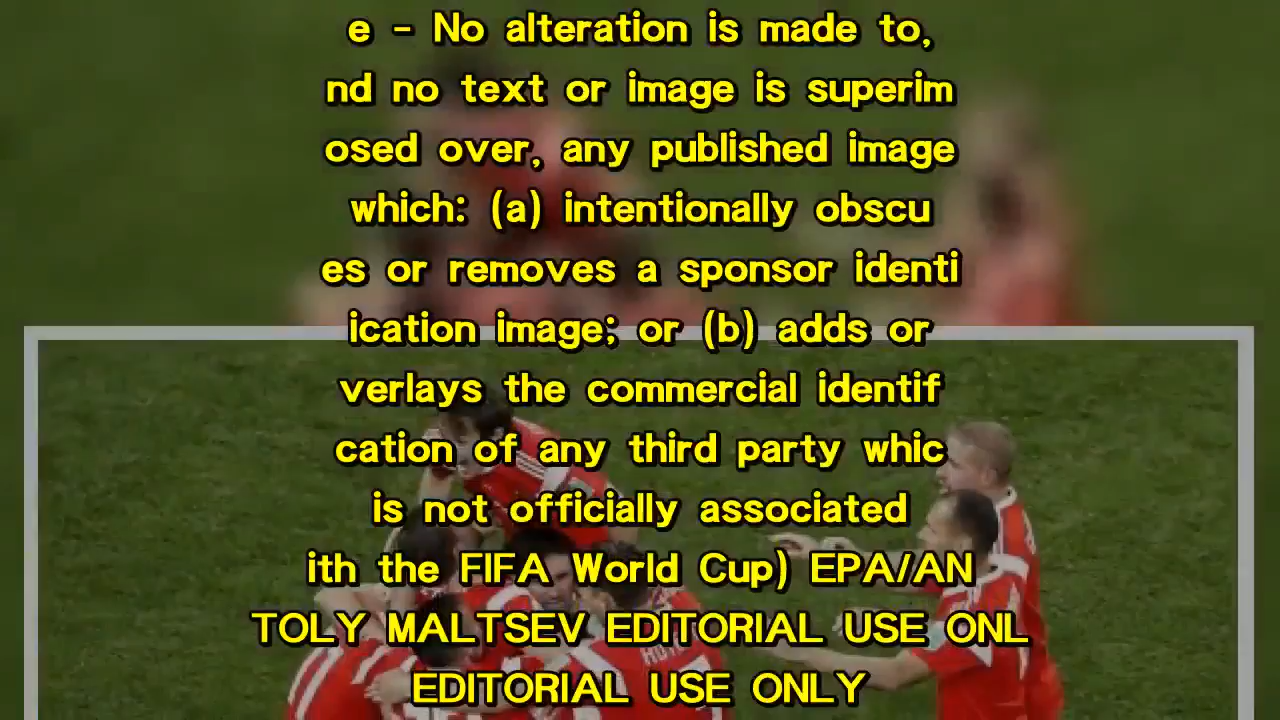 e - No alteration is made to,
nd no text or image is superim
osed over, any published image
which: (a) intentionally obscu
es or removes a sponsor identi
ication image; or (b) adds or
verlays the commercial identif
cation of any third party whic
is not officially associated
ith the FIFA World Cup) EPA/AN
TOLY MALTSEV EDITORIAL USE ONL
EDITORIAL USE ONLY